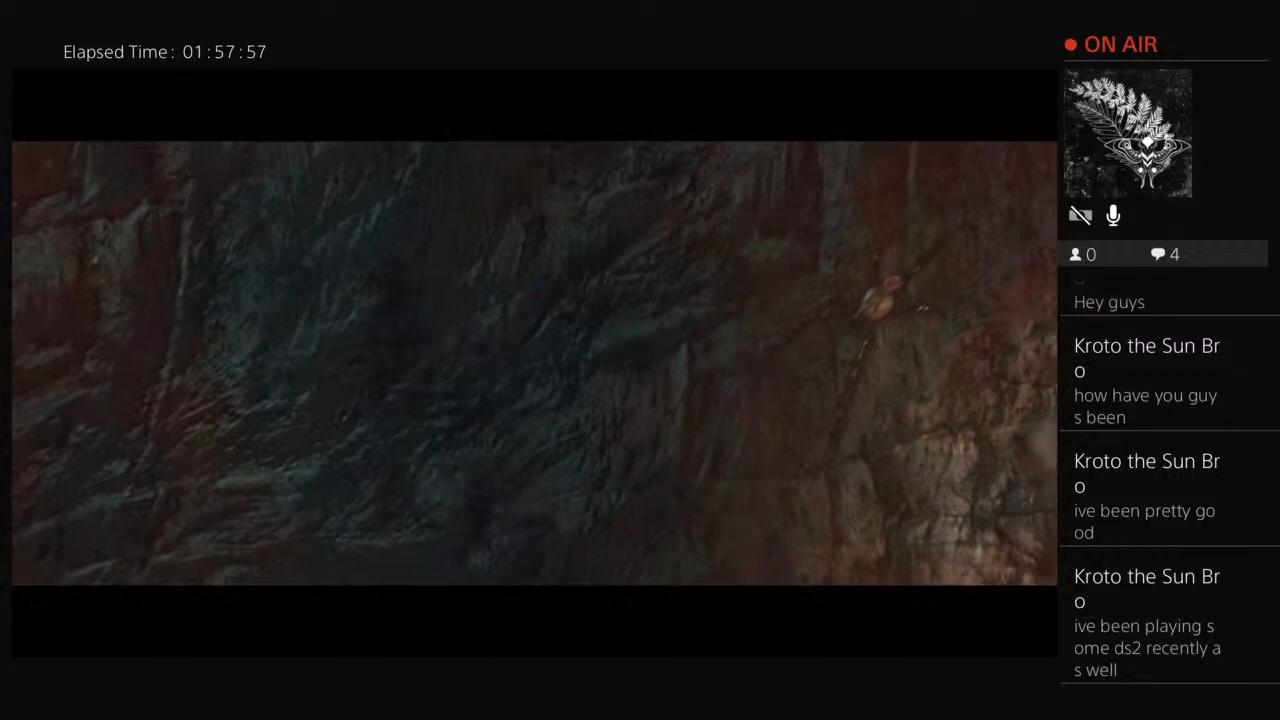 Elapsed Time: 01:57:57
ON AIR
0 4
Hey guys
Kroto the Sun Br
o
how have you guy
s been
Kroto the Sun Br
o
ive been pretty go
od
Kroto the Sun Br
o
ive been playing s
ome ds2 recently a
s well